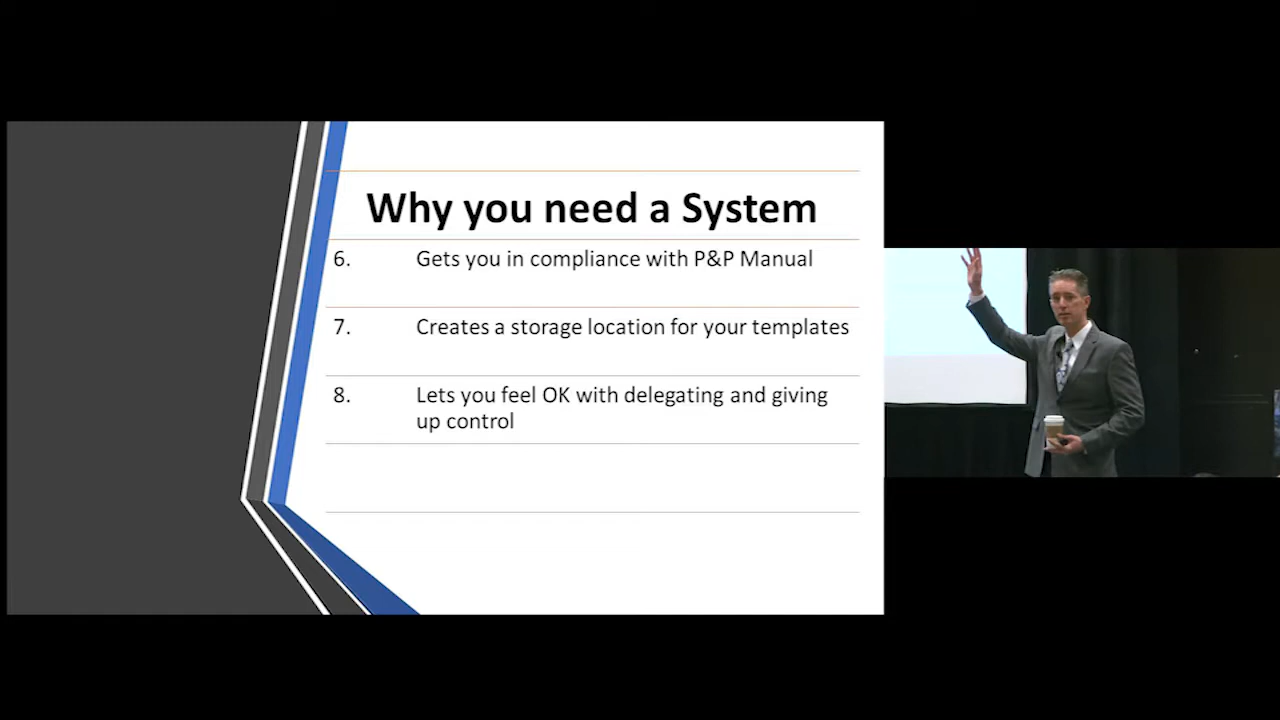 Why you need a System
6. Gets you in compliance with P&P Manual
7. Creates a storage location for your templates
8. Lets you feel OK with delegating and giving
up control